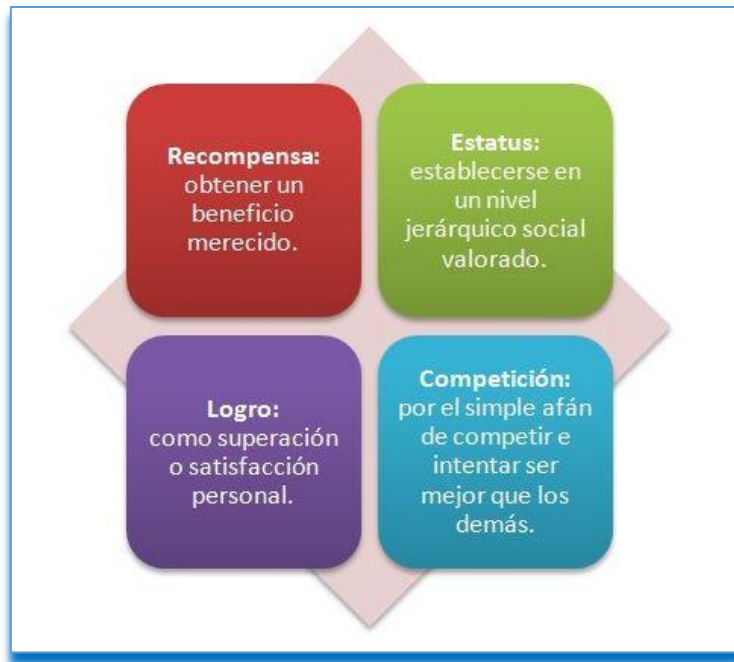 Recompensa:
obtener un
beneficio
merecido.
Estatus:
establecerse en
un nivel
jerárquico social
valorado.
Logro:
como superación
o satisfacción
personal.
Competición:
por el simple afán
de competir e
intentar ser
mejor que los
demás.